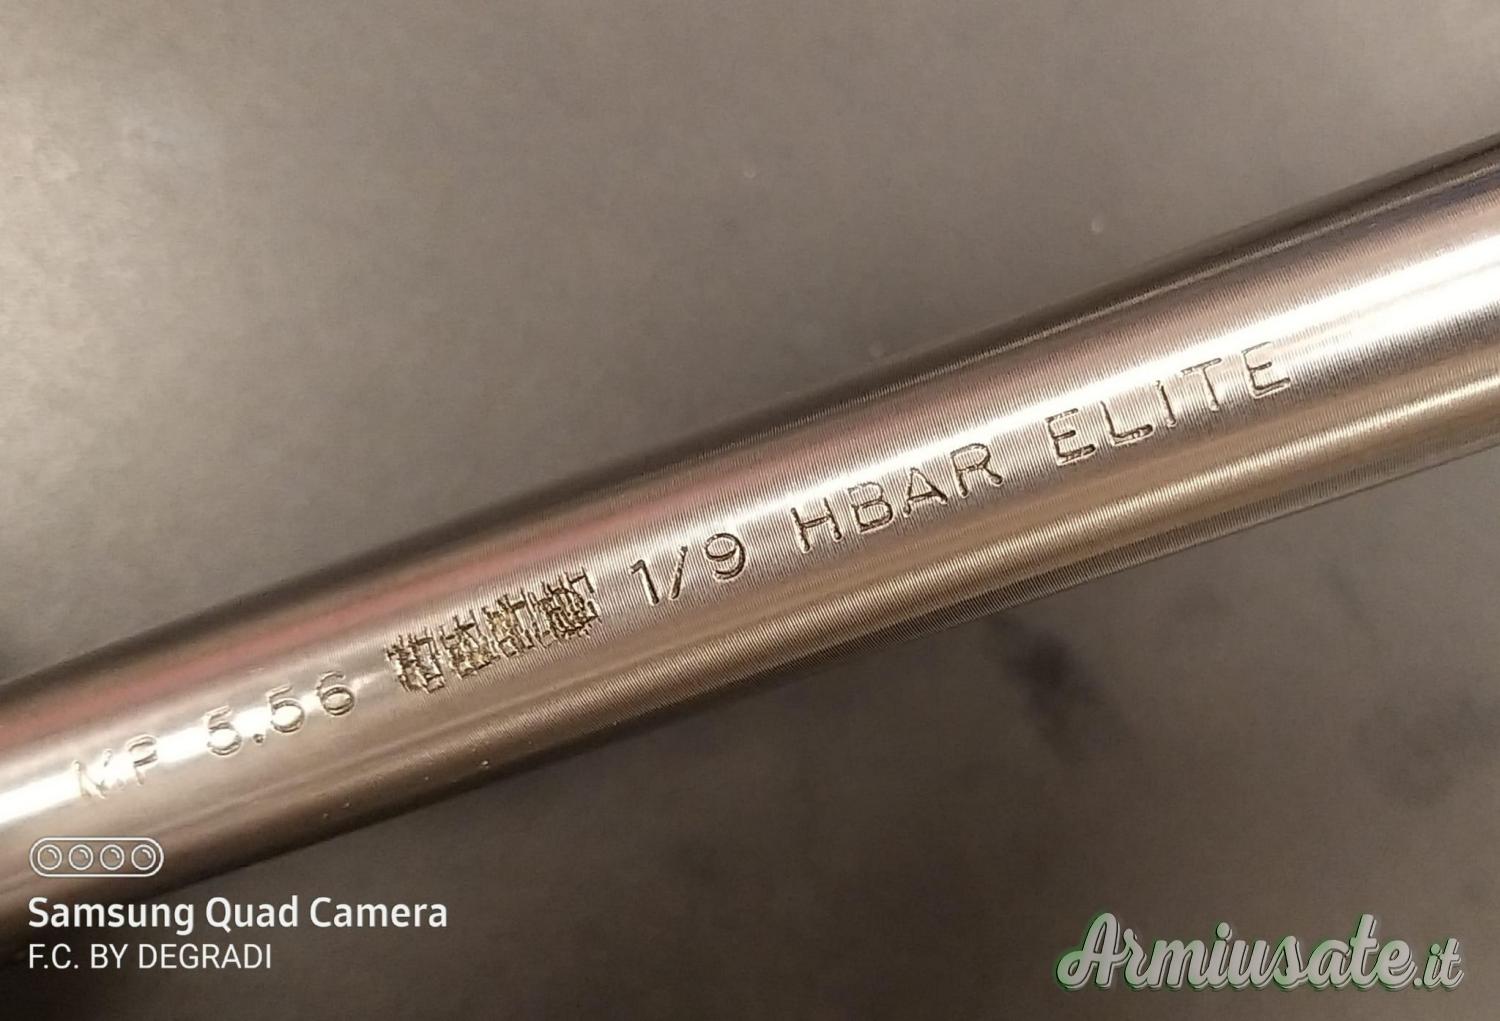 MP 5.56 1/9 HBAR ELITE
Samsung Quad Camera
F.C. BY DEGRADI
Armiusate.it